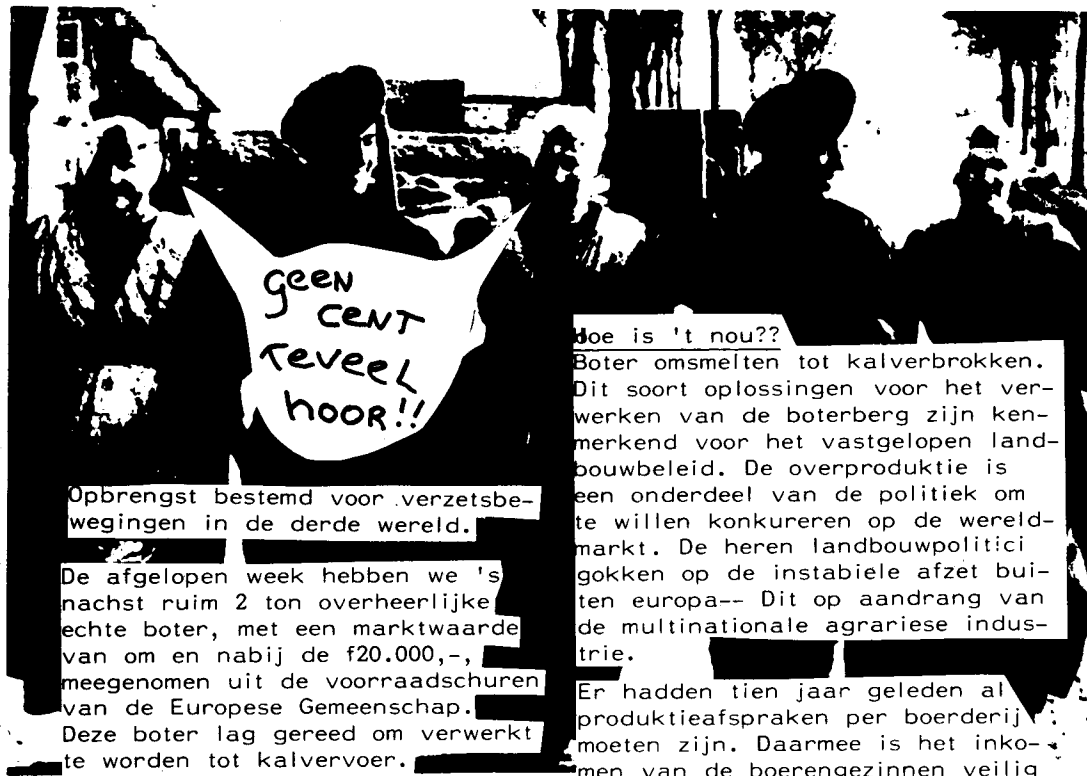 geen
cent
teveel
hoor!!
Opbrengst bestemd voor verzetsbe-
wegingen in de derde wereld.
De afgelopen week hebben we 's
nachst ruim 2 ton overheerlijke
echte boter, met een marktwaarde
van om en nabij de f20.000,-,
meegenomen uit de voorraadschuren
van de Europese Gemeenschap.
Deze boter lag gereed om verwerkt
te worden tot kalvervoer.
Hoe is 't nou??
Boter omsmelten tot kalverbrokken.
Dit soort oplossingen voor het ver-
werken van de boterberg zijn ken-
merkend voor het vastgelopen land-
bouwbeleid. De overproduktie is
een onderdeel van de politiek om
te willen konkureren op de wereld-
markt. De heren landbouwpolitici
gokken op de instabiele afzet bui-
ten europa-- Dit op aandrang van
de multinationale agrariese indus-
trie.
Er hadden tien jaar geleden al
produktieafspraken per boerderij
moeten zijn. Daarmee is het inko-
men van de boerengezinnen veilig